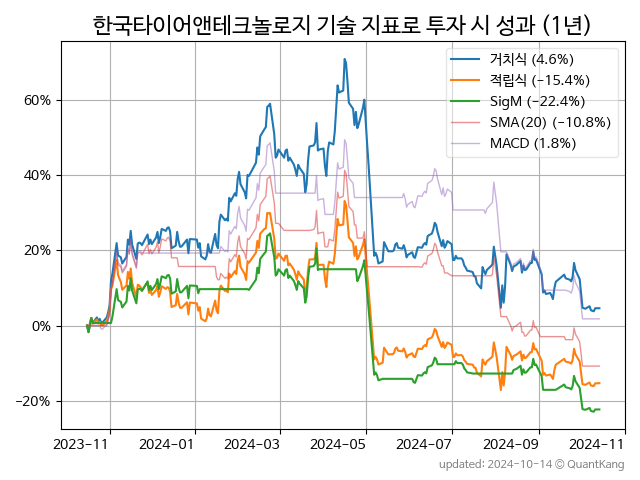 한국타이어앤테크놀로지 기술 지표로 투자 시 성과 (1년)
거치식 (4.6%)
적립식 (−15.4%)
SigM (−22.4%)
SMA(20) (−10.8%)
MACD (1.8%)
60%
40%
20%
0%
−20%
2023-11 2024-01 2024-03 2024-05 2024-07 2024-09 2024-11
updated: 2024-10-14 © QuantKang